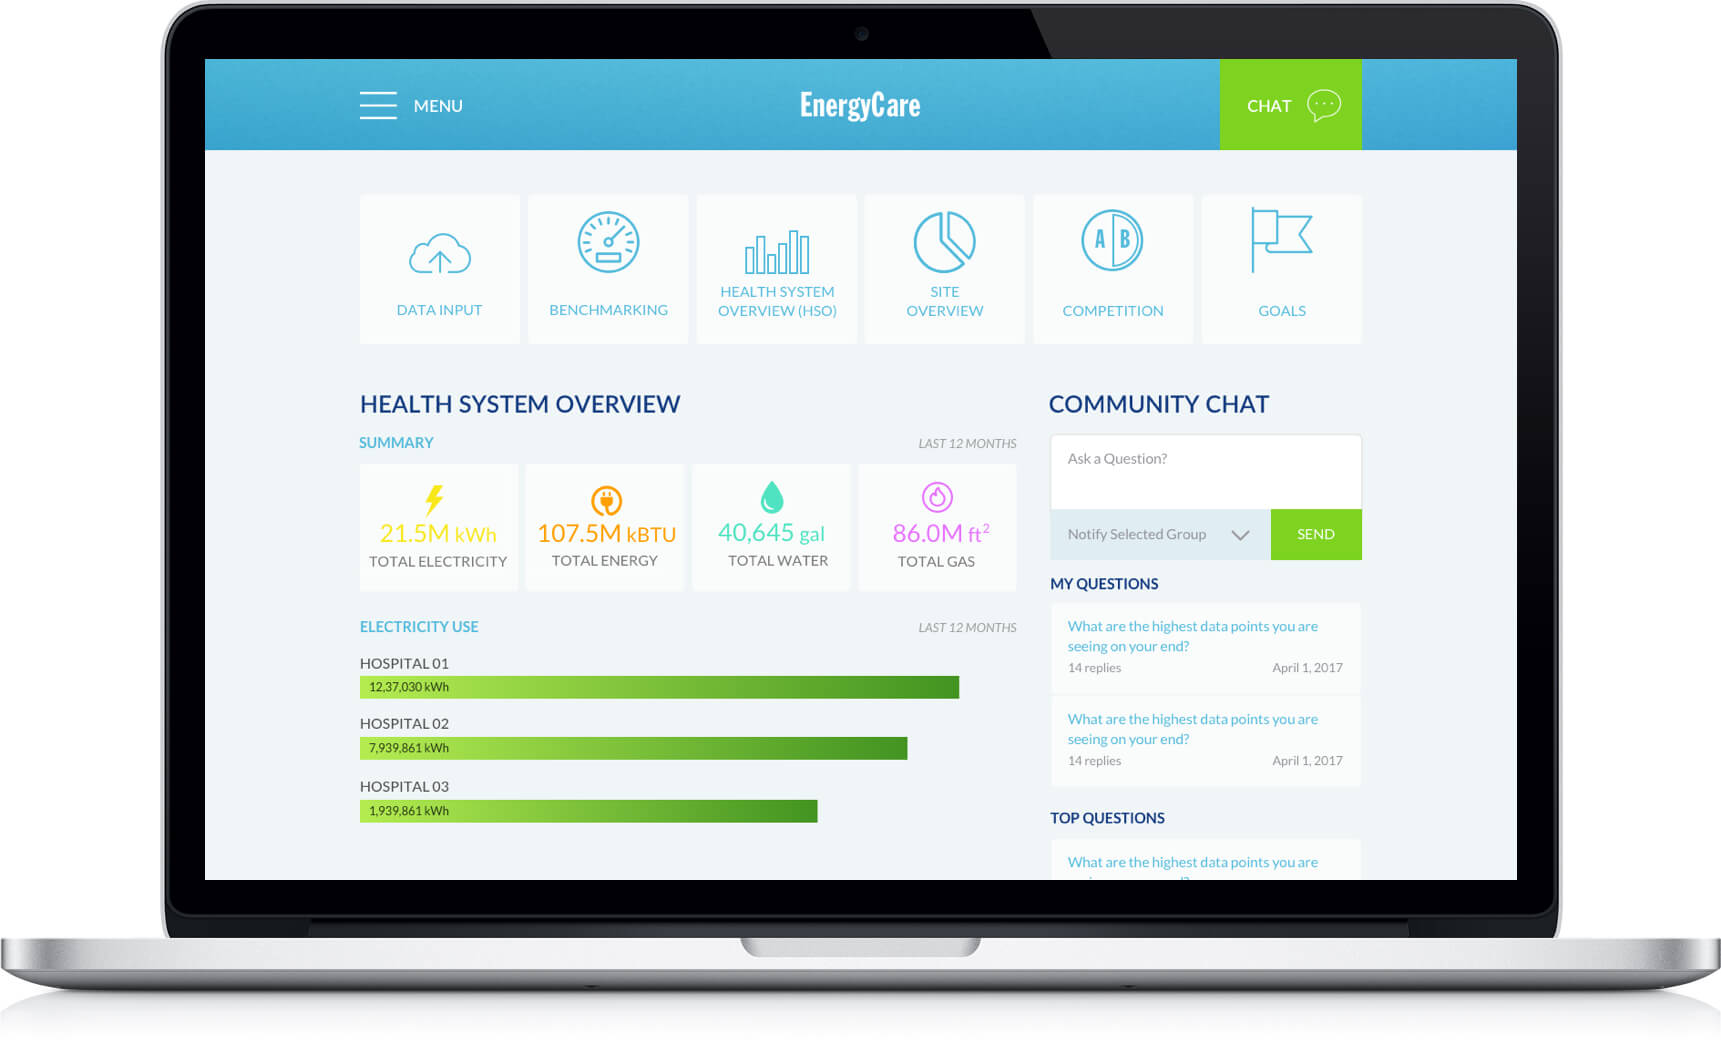 MENU
EnergyCare
CHAT
DATA INPUT
BENCHMARKING
HEALTH SYSTEM
OVERVIEW (HSO)
SITE
OVERVIEW
A B
COMPETITION
GOALS
HEALTH SYSTEM OVERVIEW
SUMMARY
LAST 12 MONTHS
21.5M kWh
TOTAL ELECTRICITY
107.5M kBTU
TOTAL ENERGY
40,645 gal
TOTAL WATER
86.0M ft²
TOTAL GAS
ELECTRICITY USE
LAST 12 MONTHS
HOSPITAL 01
12,37,030 kWh
HOSPITAL 02
7,939,861 kWh
HOSPITAL 03
1,939,861 kWh
COMMUNITY CHAT
Ask a Question?
Notify Selected Group
SEND
MY QUESTIONS
What are the highest data points you are
seeing on your end?
14 replies
April 1, 2017
What are the highest data points you are
seeing on your end?
14 replies
April 1, 2017
TOP QUESTIONS
What are the highest data points you are